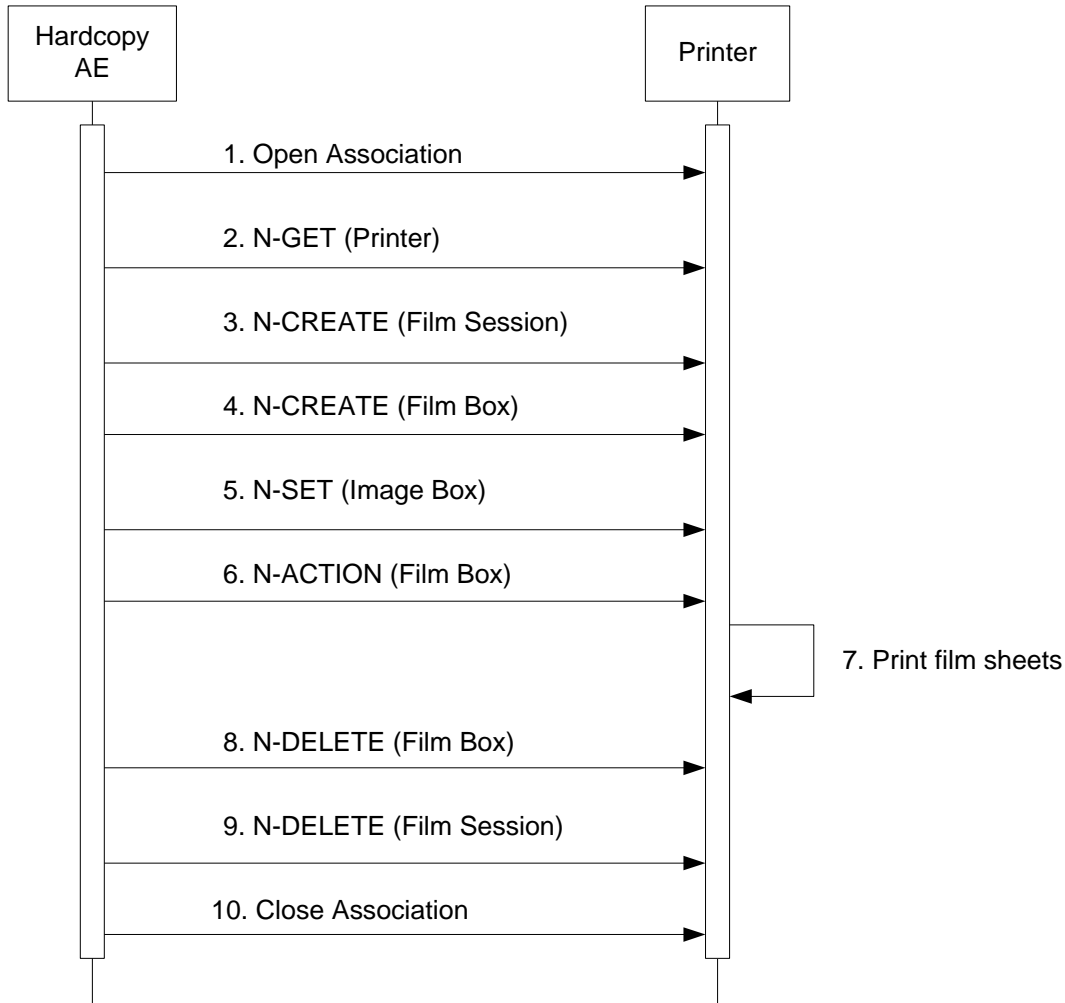 Hardcopy
AE
Printer
1. Open Association
2. N-GET (Printer)
3. N-CREATE (Film Session)
4. N-CREATE (Film Box)
5. N-SET (Image Box)
6. N-ACTION (Film Box)
7. Print film sheets
8. N-DELETE (Film Box)
9. N-DELETE (Film Session)
10. Close Association